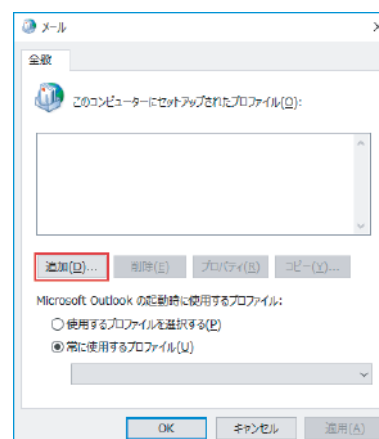 メール
全般
このコンピューターにセットアップされたプロファイル(O):
追加(D)...
削除(E)
プロパティ(R)
コピー(Y)...
Microsoft Outlook の起動時に使用するプロファイル:
使用するプロファイルを選択する(P)
常に使用するプロファイル(U)
OK
キャンセル
適用(A)